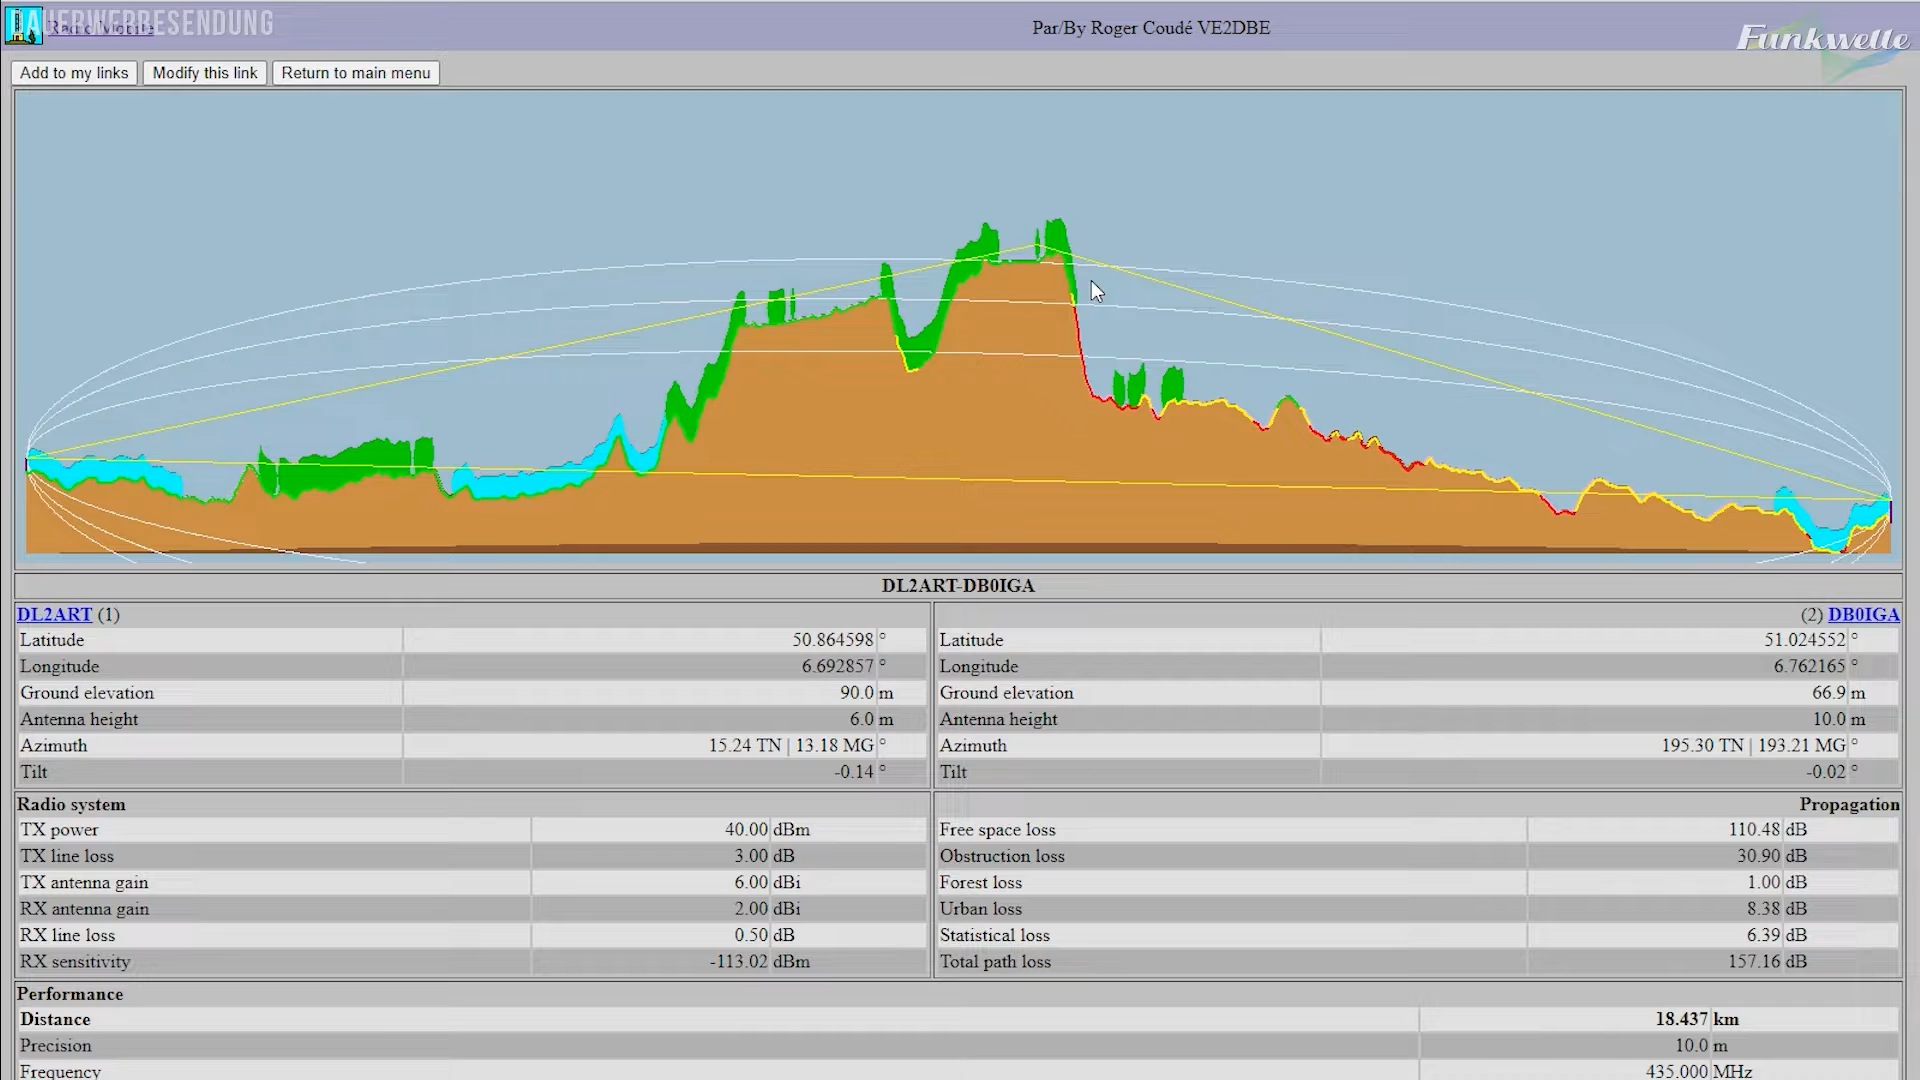 DAUERWERBESENDUNG
Radio Mobile
Par/By Roger Coudé VE2DBE
Funkwelle
Add to my links
Modify this link
Return to main menu
DL2ART-DB0IGA
DL2ART (1)
(2) DB0IGA
Latitude 50.864598 °
Latitude 51.024552 °
Longitude 6.692857 °
Longitude 6.762165 °
Ground elevation 90.0 m
Ground elevation 66.9 m
Antenna height 6.0 m
Antenna height 10.0 m
Azimuth 15.24 TN | 13.18 MG °
Azimuth 195.30 TN | 193.21 MG °
Tilt -0.14 °
Tilt -0.02 °
Radio system
Propagation
TX power 40.00 dBm
Free space loss 110.48 dB
TX line loss 3.00 dB
Obstruction loss 30.90 dB
TX antenna gain 6.00 dBi
Forest loss 1.00 dB
RX antenna gain 2.00 dBi
Urban loss 8.38 dB
RX line loss 0.50 dB
Statistical loss 6.39 dB
RX sensitivity -113.02 dBm
Total path loss 157.16 dB
Performance
Distance 18.437 km
Precision 10.0 m
Frequency 435.000 MHz